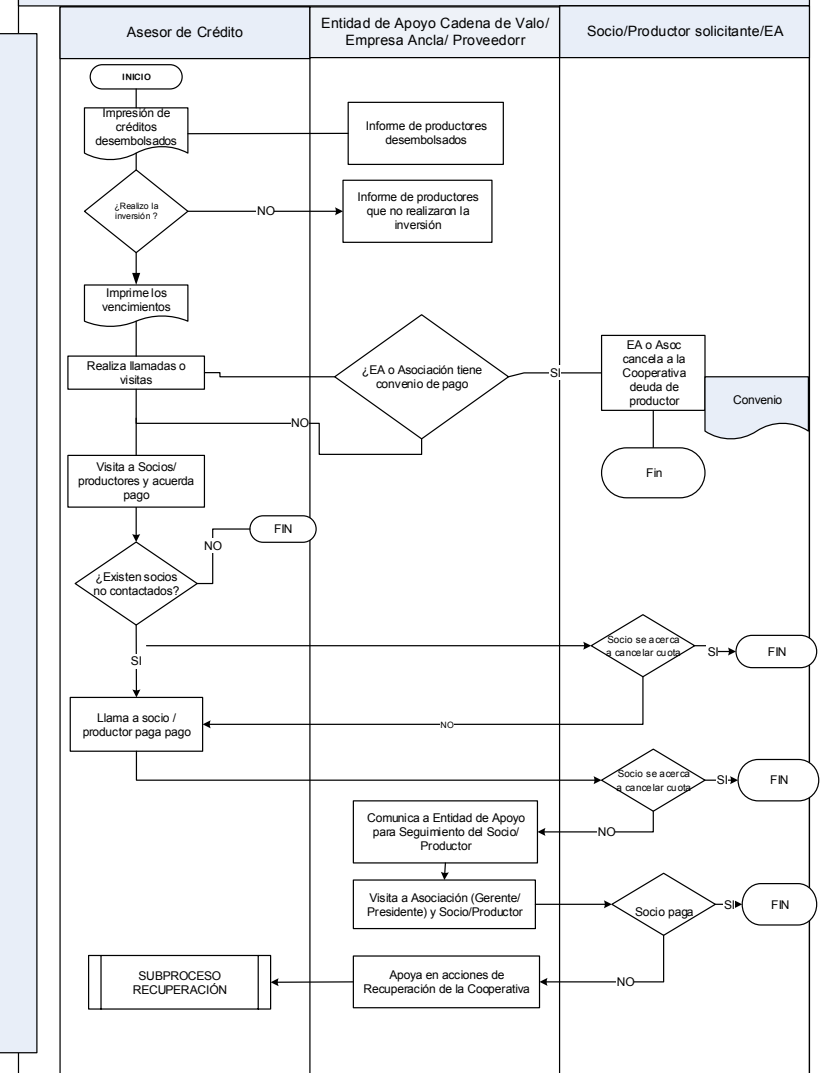 Asesor de Crédito
Entidad de Apoyo Cadena de Valo/
Empresa Ancla/ Proveedorr
Socio/Productor solicitante/EA
INICIO
Impresión de
créditos
desembolsados
Informe de productores
desembolsados
¿Realizo la
inversión ?
NO
Informe de productores
que no realizaron la
inversión
Imprime los
vencimientos
Realiza llamadas o
visitas
¿EA o Asociación tiene
convenio de pago
SI
EA o Asoc
cancela a la
Cooperativa
deuda de
productor
Convenio
NO
Fin
Visita a Socios/
productores y acuerda
pago
FIN
NO
¿Existen socios
no contactados?
SI
Socio se acerca
a cancelar cuota
SI
FIN
Llama a socio /
productor paga pago
NO
Socio se acerca
a cancelar cuota
SI
FIN
Comunica a Entidad de Apoyo
para Seguimiento del Socio/
Productor
NO
Visita a Asociación (Gerente/
Presidente) y Socio/Productor
Socio paga
SI
FIN
SUBPROCESO
RECUPERACIÓN
Apoya en acciones de
Recuperación de la Cooperativa
NO